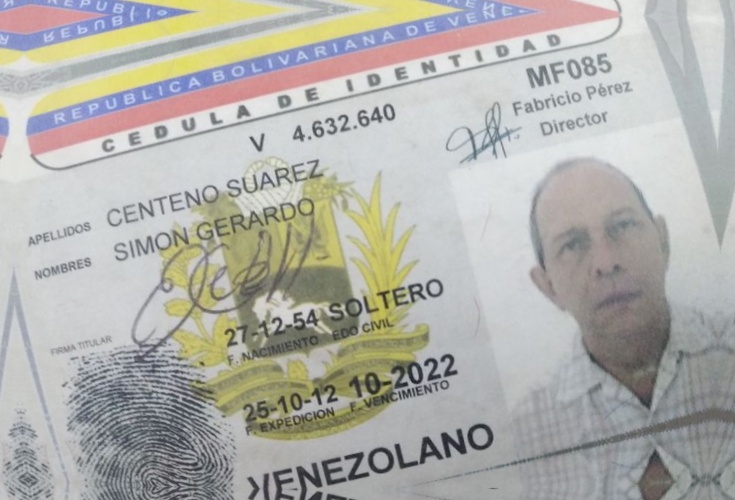 REPUBLICA BOLIVARIANA DE VENE
CEDULA DE IDENTIDAD
V 4.632.640
MF085
Fabricio Pérez
Director
APELLIDOS CENTENO SUAREZ
NOMBRES SIMON GERARDO
FIRMA TITULAR
27-12-54 SOLTERO
F. NACIMIENTO EDO CIVIL
25-10-12 10-2022
F. EXPEDICION F. VENCIMIENTO
VENEZOLANO